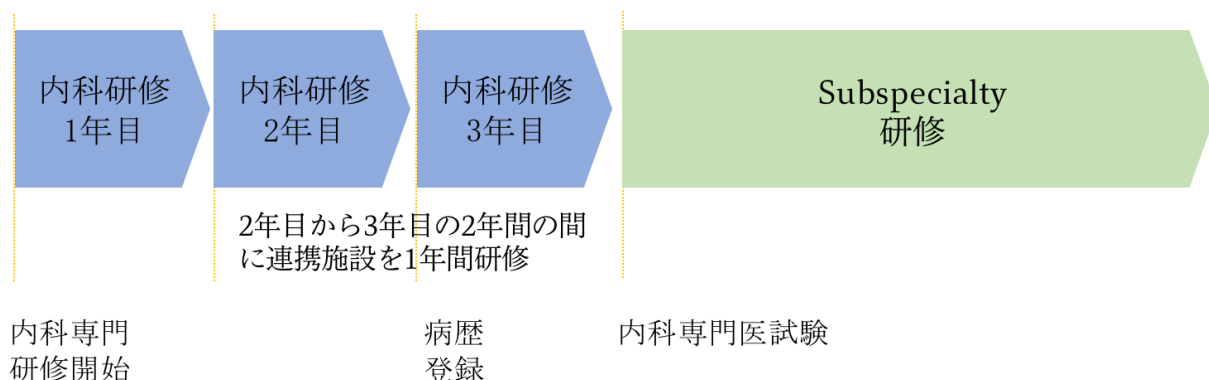 内科研修
1年目
内科研修
2年目
内科研修
3年目
Subspecialty
研修
2年目から3年目の2年間の間
に連携施設を1年間研修
内科専門
研修開始
病歴
登録
内科専門医試験